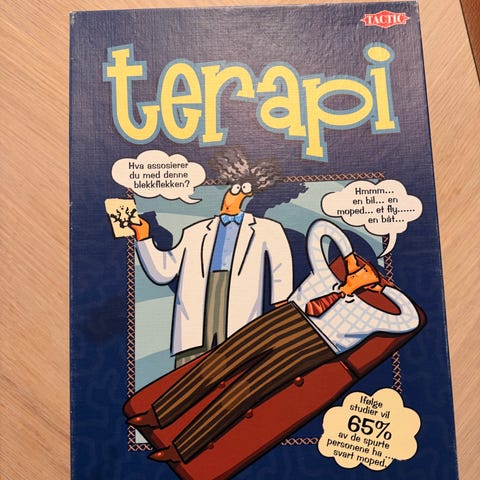 TACTIC
terapi
Hva assosierer
du med denne
blekkflekken?
Hmmm...
en bil... en
moped... et fly......
en båt...
Ifølge
studier vil
65%
av de spurte
personene ha ...
svart moped.